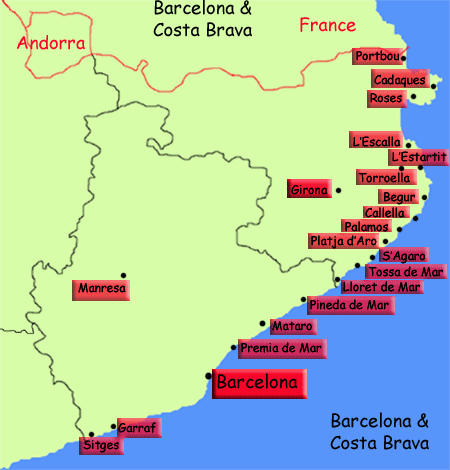 Barcelona &
Costa Brava
France
Andorra
Portbou
Cadaques
Roses
L'Escalla
L'Estartit
Torroella
Girona
Begur
Callella
Palamos
Platja d'Aro
S'Agaro
Tossa de Mar
Manresa
Lloret de Mar
Pineda de Mar
Mataro
Premia de Mar
Barcelona
Garraf
Sitges
Barcelona &
Costa Brava